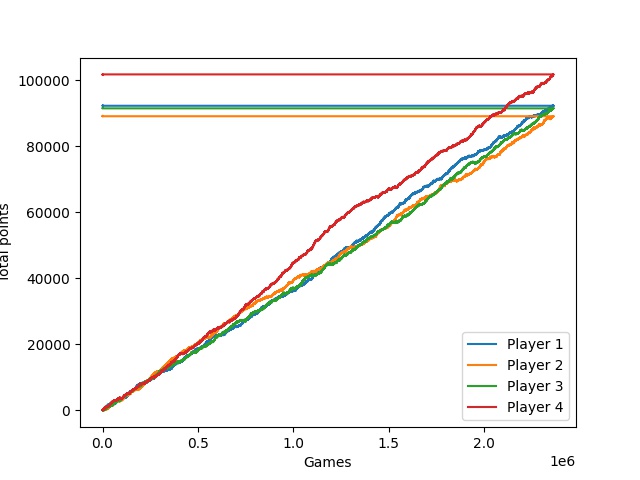 100000
80000
60000
40000
20000
0
Total points
0.0 0.5 1.0 1.5 2.0
1e6
Games
Player 1
Player 2
Player 3
Player 4